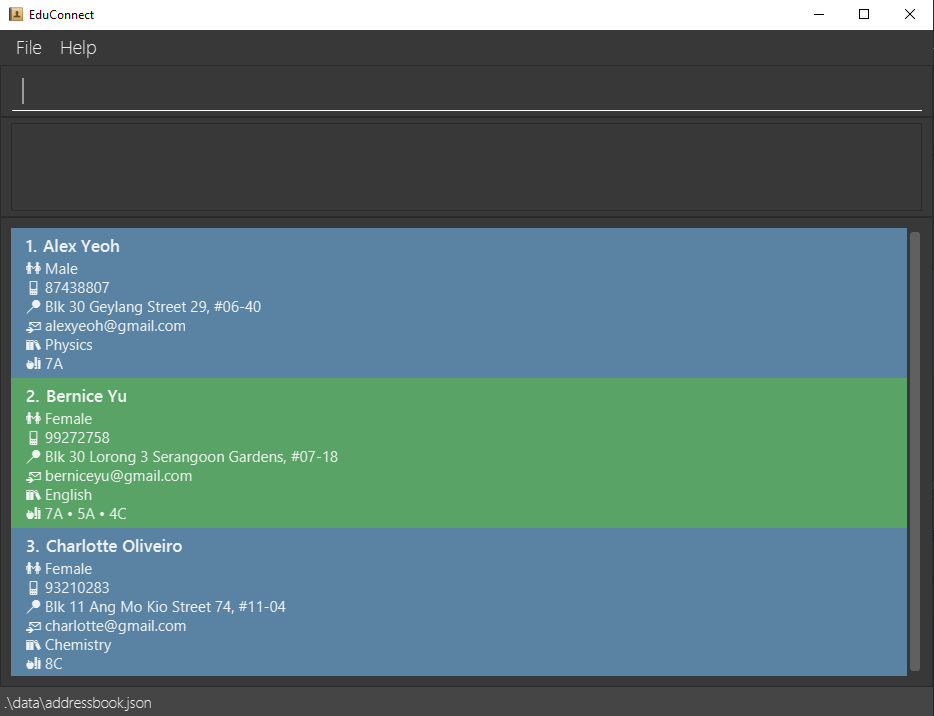 EduConnect
File Help
1. Alex Yeoh
Male
87438807
Blk 30 Geylang Street 29, #06-40
alexyeoh@gmail.com
Physics
7A
2. Bernice Yu
Female
99272758
Blk 30 Lorong 3 Serangoon Gardens, #07-18
berniceyu@gmail.com
English
7A • 5A • 4C
3. Charlotte Oliveiro
Female
93210283
Blk 11 Ang Mo Kio Street 74, #11-04
charlotte@gmail.com
Chemistry
8C
.\data\addressbook.json